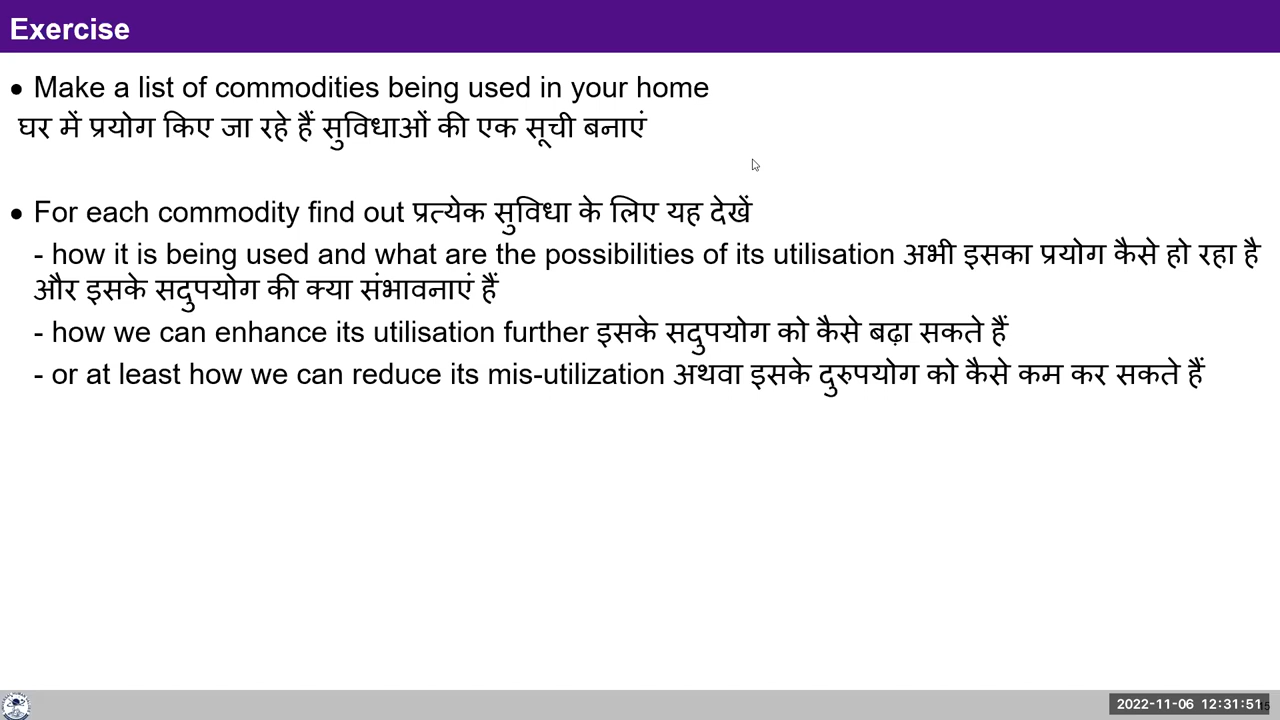 Exercise
• Make a list of commodities being used in your home
घर में प्रयोग किए जा रहे हैं सुविधाओं की एक सूची बनाएं
• For each commodity find out प्रत्येक सुविधा के लिए यह देखें
- how it is being used and what are the possibilities of its utilisation अभी इसका प्रयोग कैसे हो रहा है
और इसके सदुपयोग की क्या संभावनाएं हैं
- how we can enhance its utilisation further इसके सदुपयोग को कैसे बढ़ा सकते हैं
- or at least how we can reduce its mis-utilization अथवा इसके दुरुपयोग को कैसे कम कर सकते हैं
2022-11-06 12:31:51